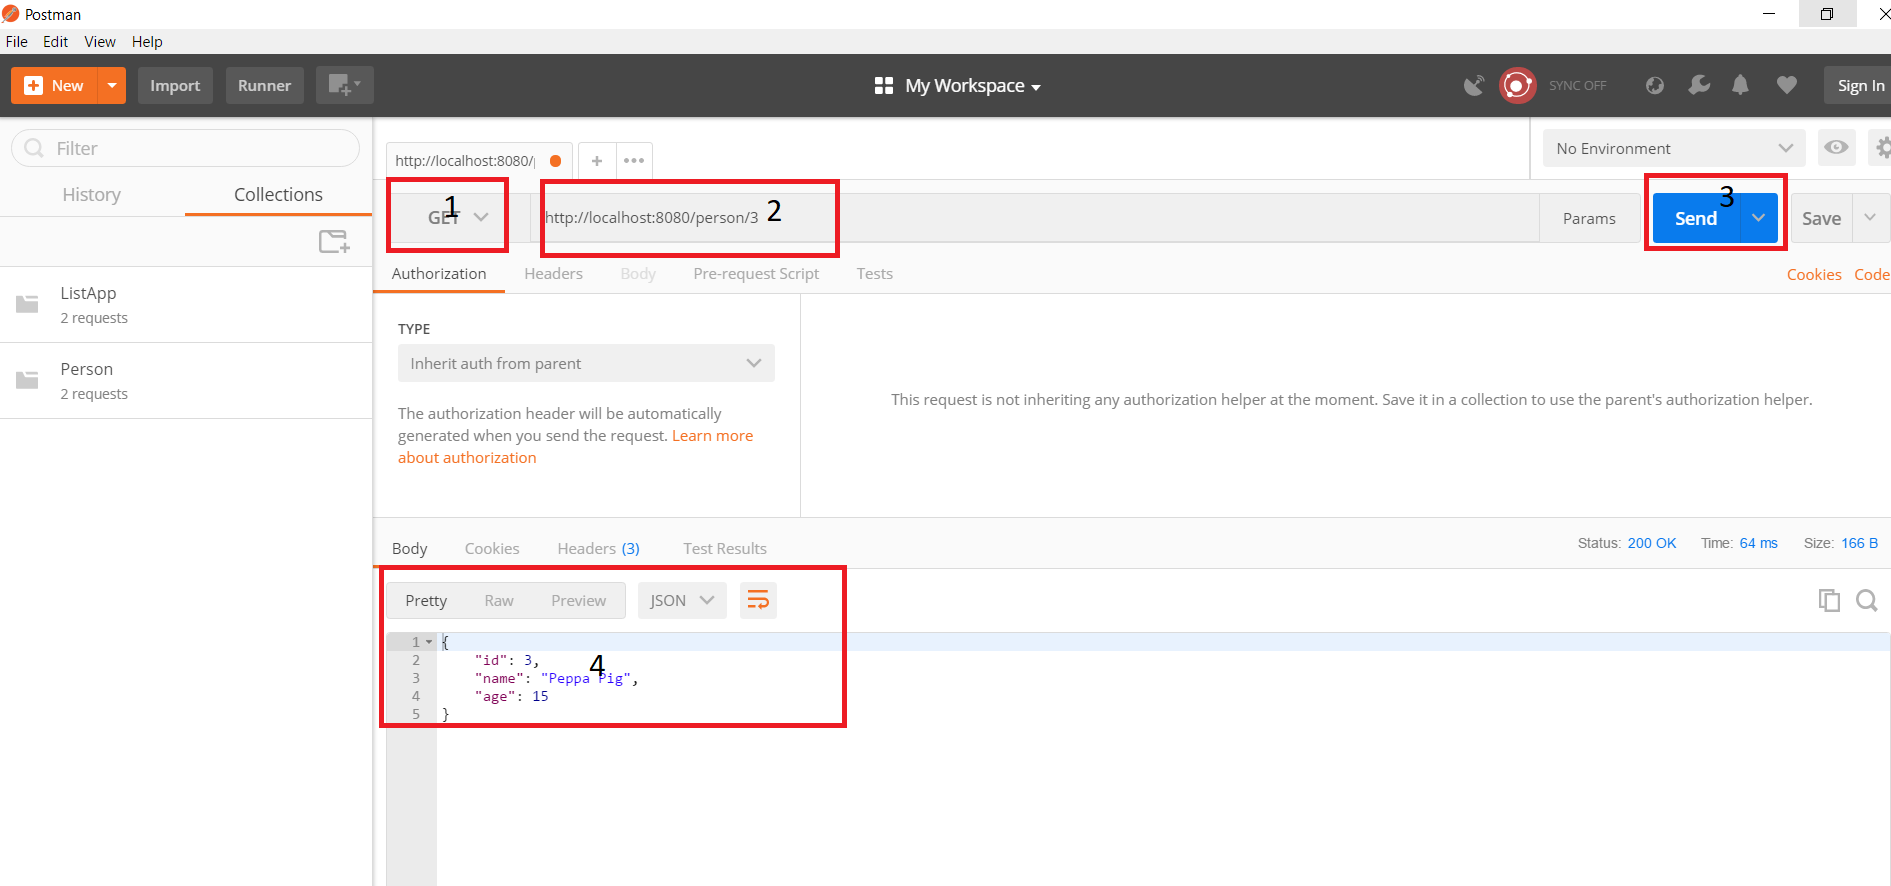 Postman
File Edit View Help
New Import Runner My Workspace SYNC OFF Sign In
Filter
History Collections
ListApp
2 requests
Person
2 requests
http://localhost:8080/ + ••• No Environment
GET 1 http://localhost:8080/person/3 2 Params Send 3 Save
Authorization Headers Body Pre-request Script Tests Cookies Code
TYPE
Inherit auth from parent
The authorization header will be automatically
generated when you send the request. Learn more
about authorization
This request is not inheriting any authorization helper at the moment. Save it in a collection to use the parent's authorization helper.
Body Cookies Headers (3) Test Results Status: 200 OK Time: 64 ms Size: 166 B
Pretty Raw Preview JSON
1 {
2 "id": 3,
4
3 "name": "Peppa Pig",
4 "age": 15
5 }